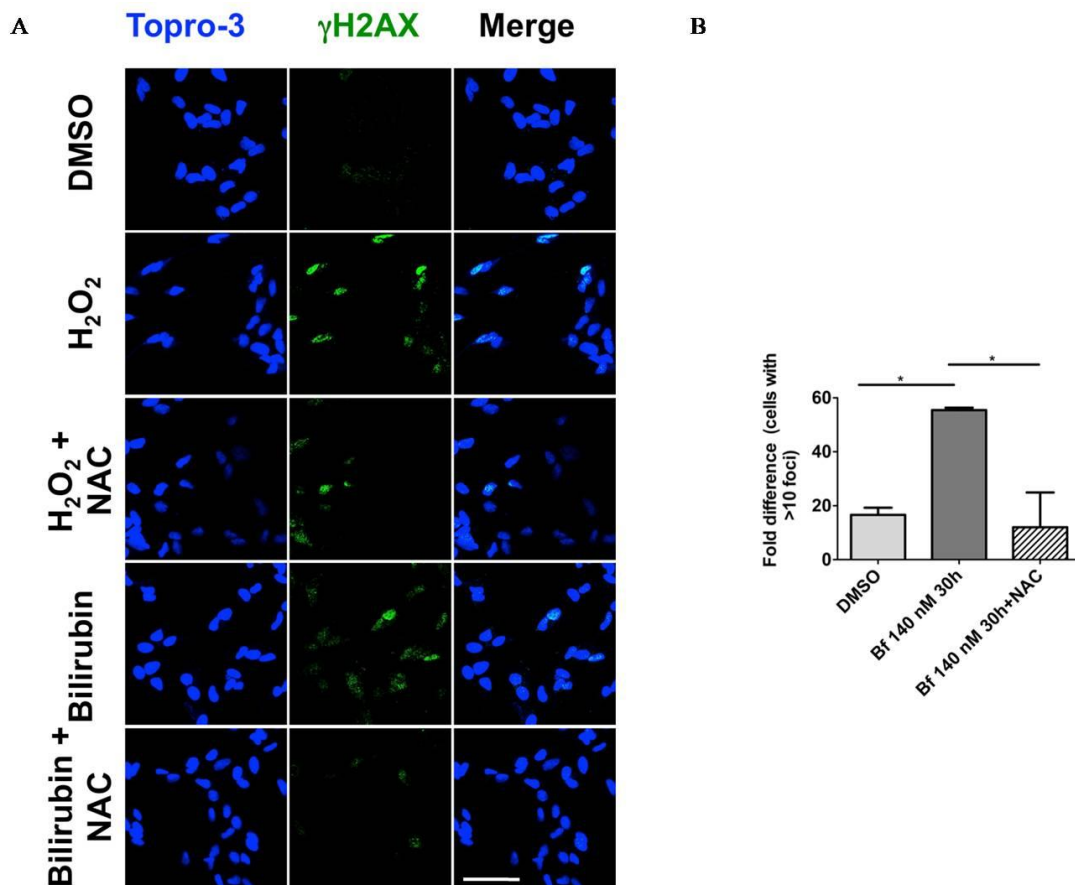 A
Topro-3
γH2AX
Merge
DMSO
H₂O₂
H₂O₂ +
NAC
Bilirubin
Bilirubin +
NAC
B
Fold difference (cells with
>10 foci)
60
40
20
0
*
*
DMSO
Bf 140 nM 30h
Bf 140 nM 30h+NAC